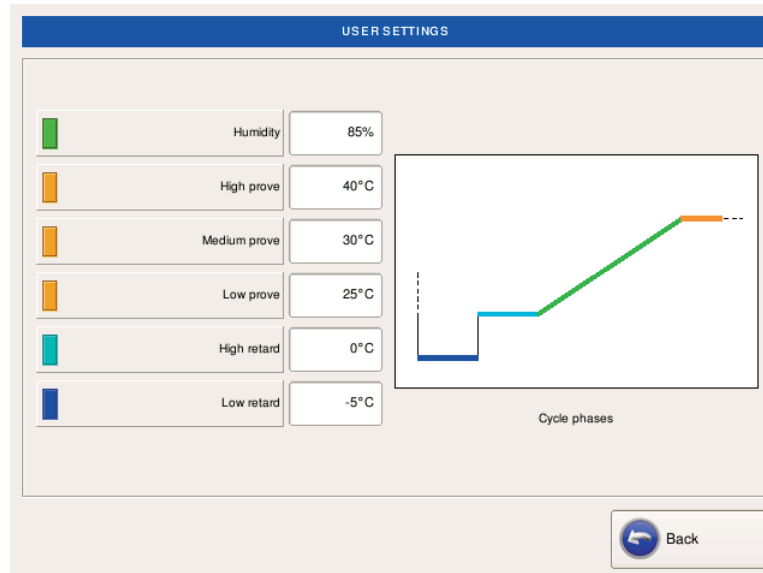 USER SETTINGS
Humidity 85%
High prove 40°C
Medium prove 30°C
Low prove 25°C
High retard 0°C
Low retard -5°C
Cycle phases
Back